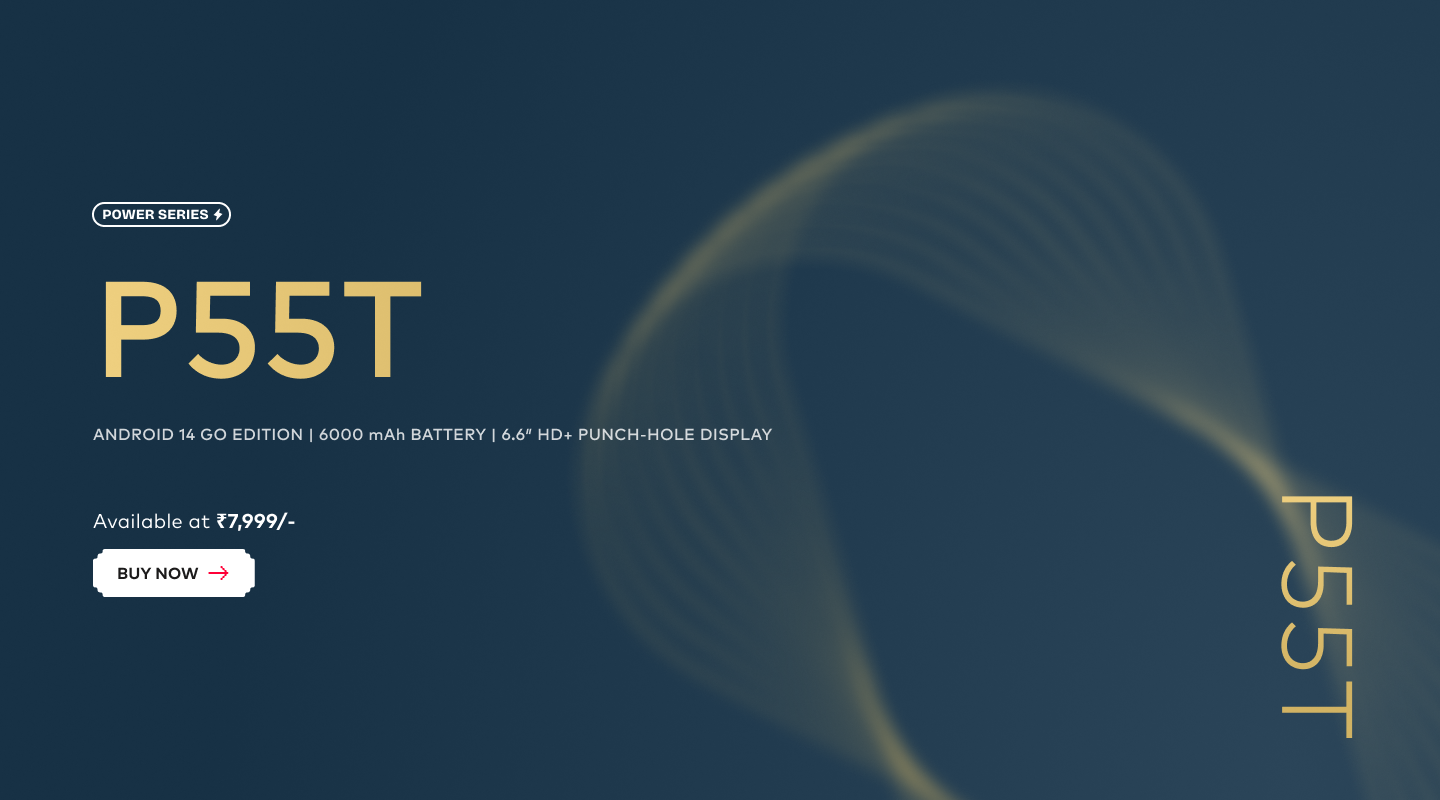 POWER SERIES
P55T
ANDROID 14 GO EDITION | 6000 mAh BATTERY | 6.6” HD+ PUNCH-HOLE DISPLAY
Available at ₹7,999/-
BUY NOW
P55T